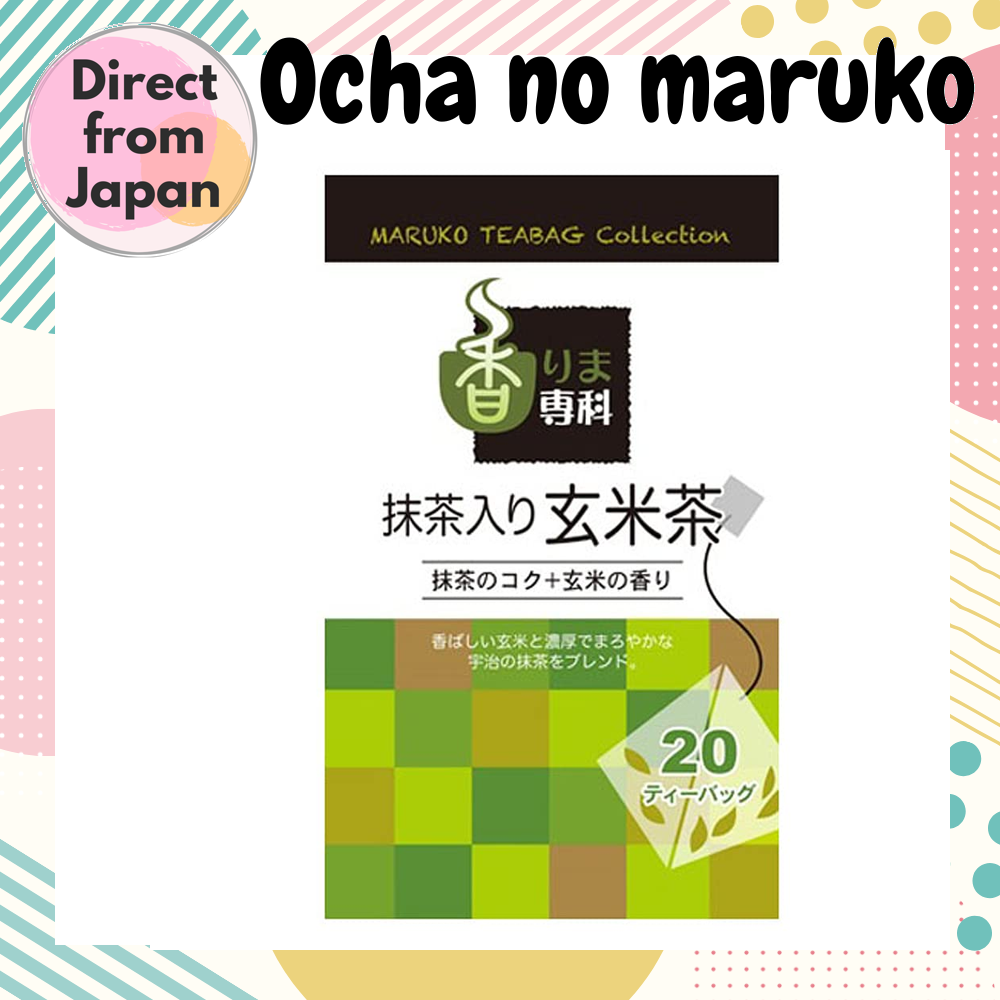 Direct
from
Japan
Ocha no maruko
MARUKO TEABAG Collection
香りま
専科
抹茶入り玄米茶
抹茶のコク+玄米の香り
香ばしい玄米と濃厚でまろやかな
宇治の抹茶をブレンド。
20
ティーバッグ